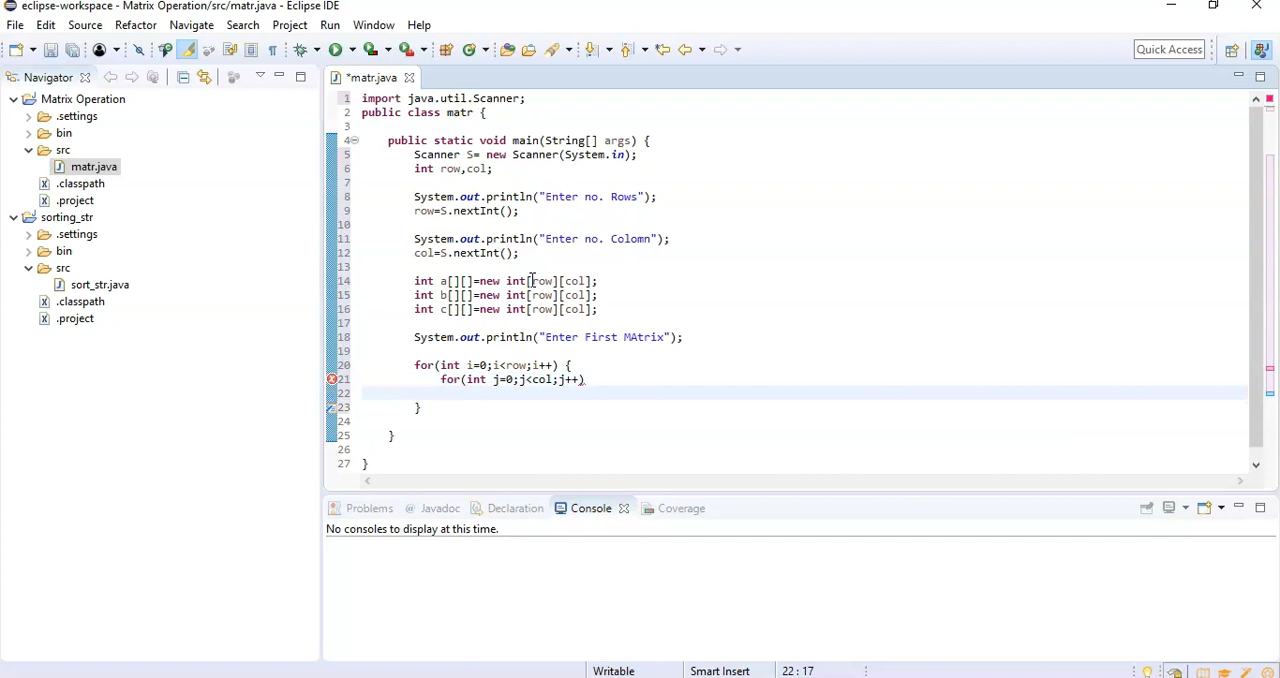 eclipse-workspace - Matrix Operation/src/matr.java - Eclipse IDE
File Edit Source Refactor Navigate Search Project Run Window Help
Quick Access
Navigator
*matr.java
Matrix Operation
.settings
bin
src
matr.java
.classpath
.project
sorting_str
.settings
bin
src
sort_str.java
.classpath
.project
1 import java.util.Scanner;
2 public class matr {
3
4 public static void main(String[] args) {
5 Scanner S= new Scanner(System.in);
6 int row,col;
7
8 System.out.println("Enter no. Rows");
9 row=S.nextInt();
10
11 System.out.println("Enter no. Colomn");
12 col=S.nextInt();
13
14 int a[][]=new int[row][col];
15 int b[][]=new int[row][col];
16 int c[][]=new int[row][col];
17
18 System.out.println("Enter First MAtrix");
19
20 for(int i=0;i<row;i++) {
21 for(int j=0;j<col;j++)
22
23 }
24
25 }
26
27 }
Problems @ Javadoc Declaration Console Coverage
No consoles to display at this time.
Writable Smart Insert 22 : 17